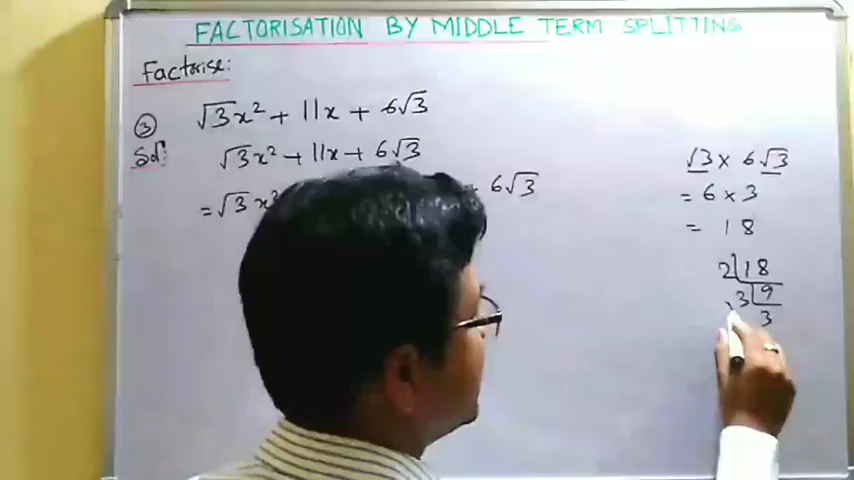 FACTORISATION BY MIDDLE TERM SPLITTING
Factorise:
③ √3x² + 11x + 6√3
Sol: √3x² + 11x + 6√3
= √3x² 6√3
√3 × 6√3
= 6 × 3
= 18
2|18
3|9
3